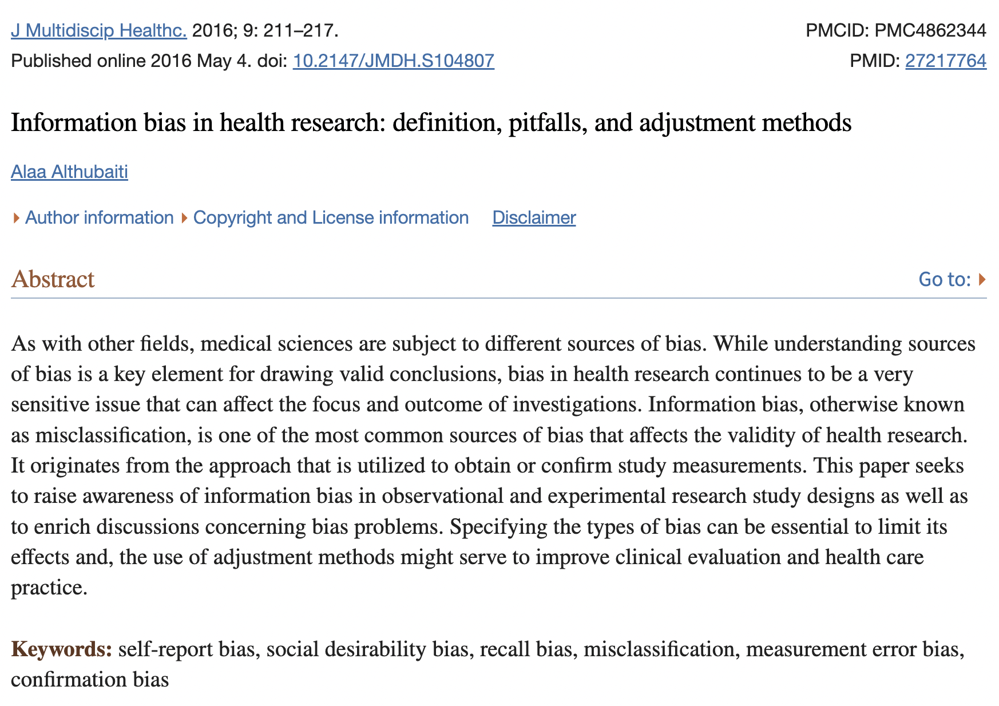 J Multidiscip Healthc. 2016; 9: 211–217.
PMCID: PMC4862344
Published online 2016 May 4. doi: 10.2147/JMDH.S104807
PMID: 27217764
Information bias in health research: definition, pitfalls, and adjustment methods
Alaa Althubaiti
Author information Copyright and License information Disclaimer
Abstract
Go to:
As with other fields, medical sciences are subject to different sources of bias. While understanding sources
of bias is a key element for drawing valid conclusions, bias in health research continues to be a very
sensitive issue that can affect the focus and outcome of investigations. Information bias, otherwise known
as misclassification, is one of the most common sources of bias that affects the validity of health research.
It originates from the approach that is utilized to obtain or confirm study measurements. This paper seeks
to raise awareness of information bias in observational and experimental research study designs as well as
to enrich discussions concerning bias problems. Specifying the types of bias can be essential to limit its
effects and, the use of adjustment methods might serve to improve clinical evaluation and health care
practice.
Keywords: self-report bias, social desirability bias, recall bias, misclassification, measurement error bias,
confirmation bias